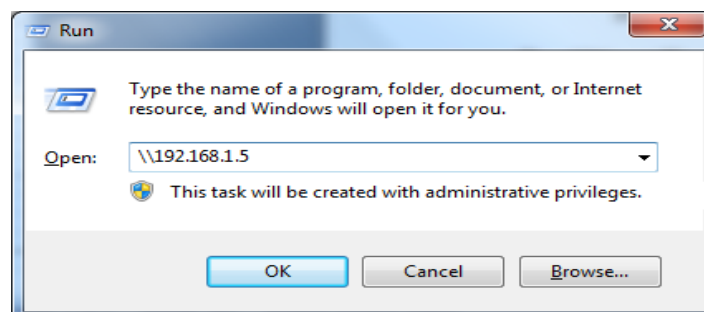 Run
Type the name of a program, folder, document, or Internet
resource, and Windows will open it for you.
Open: \\192.168.1.5
This task will be created with administrative privileges.
OK Cancel Browse...